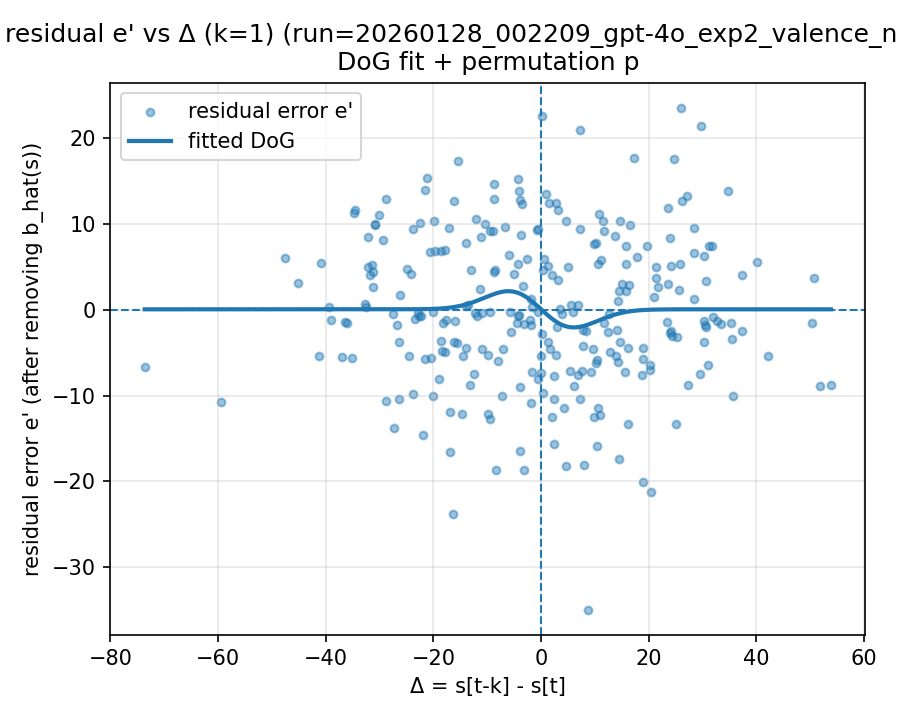 residual e' vs Δ (k=1) (run=20260128_002209_gpt-4o_exp2_valence_n
DoG fit + permutation p
residual error e'
fitted DoG
residual error e' (after removing b_hat(s))
20
10
0
−10
−20
−30
−80
−60
−40
−20
0
20
40
60
Δ = s[t-k] - s[t]